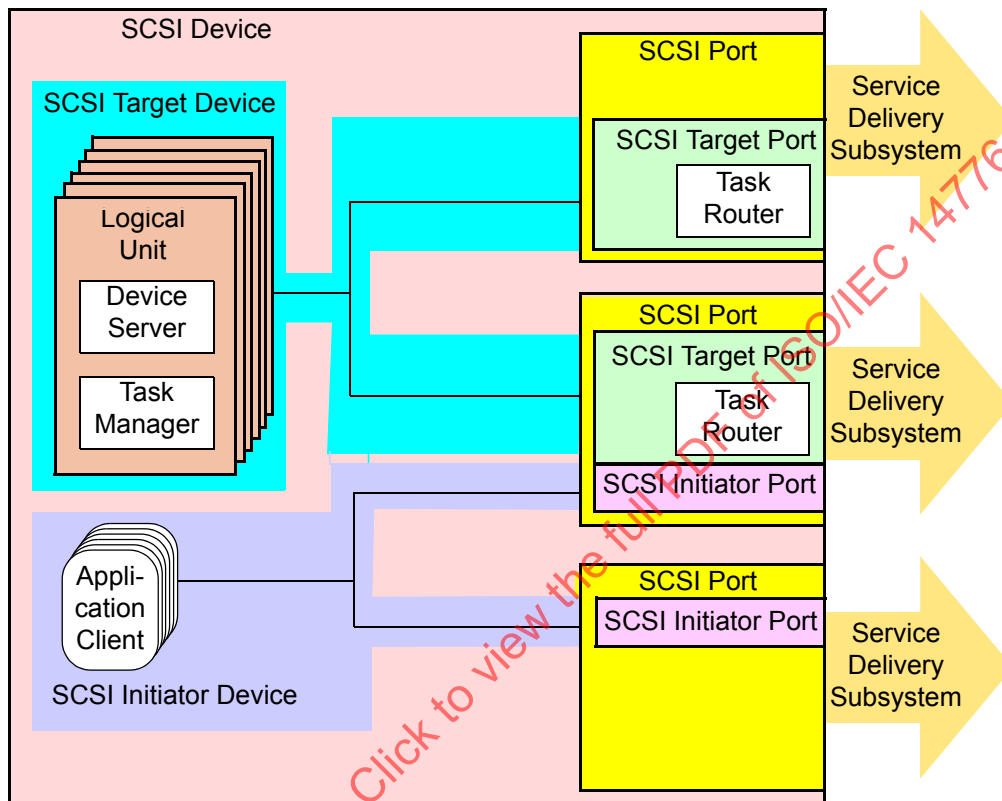 SCSI Device
SCSI Target Device
Logical
Unit
Device
Server
Task
Manager
Appli-
cation
Client
SCSI Initiator Device
SCSI Port
SCSI Target Port
Task
Router
SCSI Port
SCSI Target Port
Task
Router
SCSI Initiator Port
SCSI Port
SCSI Initiator Port
Service
Delivery
Subsystem
Service
Delivery
Subsystem
Service
Delivery
Subsystem
Click to view the full PDF of ISO/IEC 14776